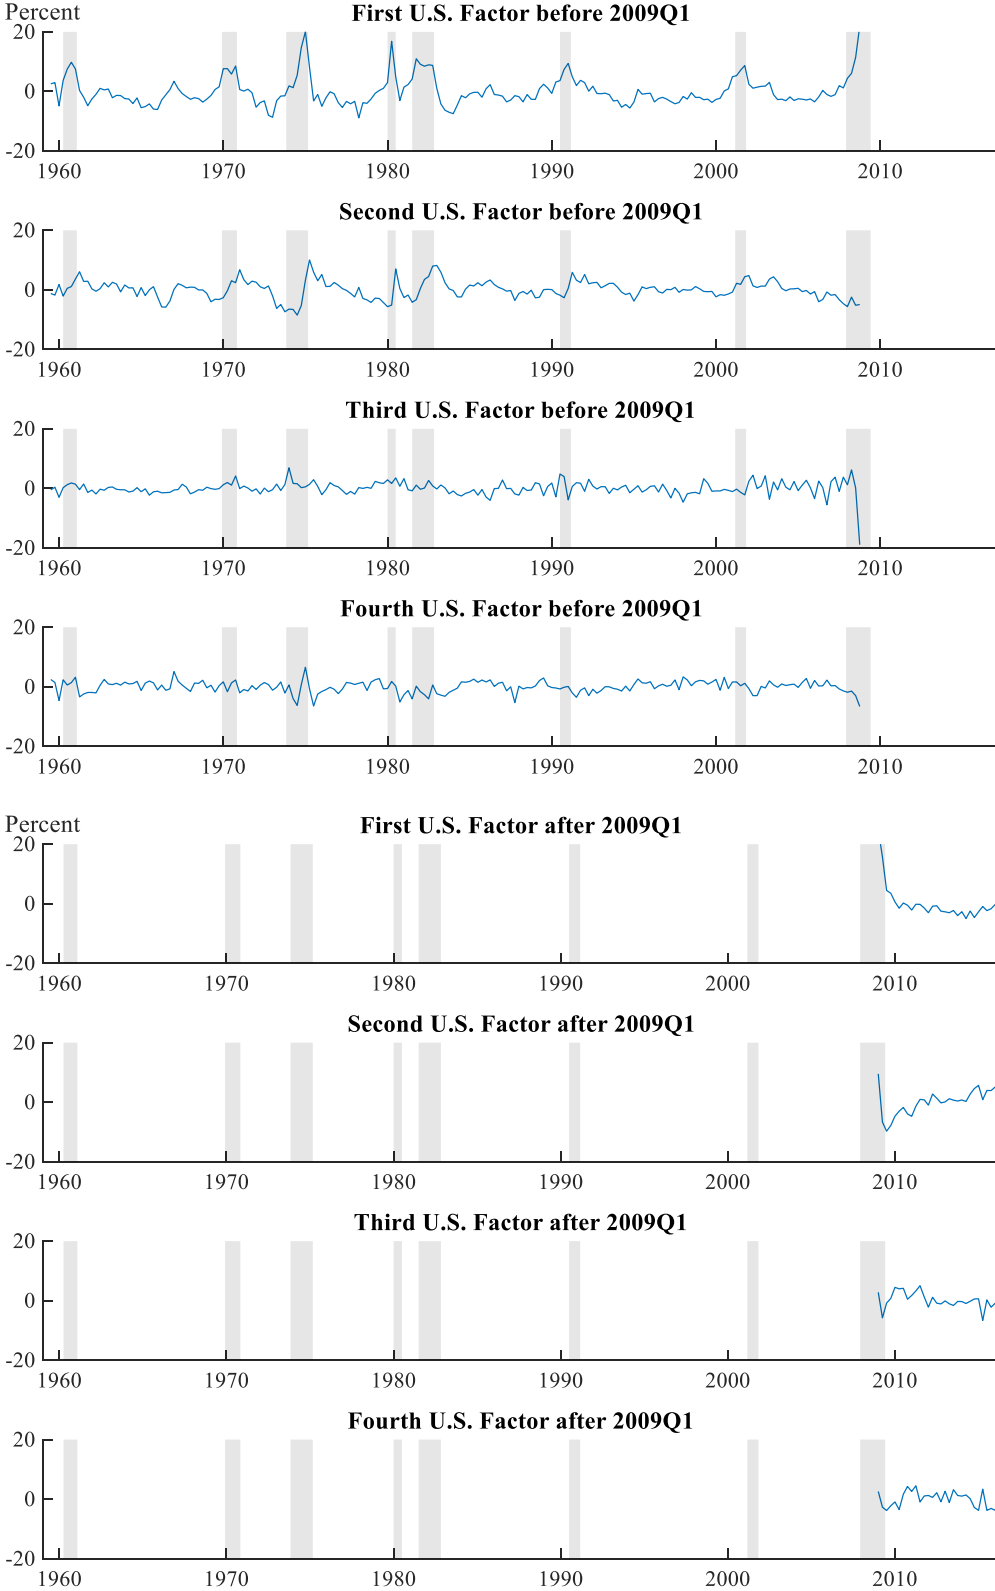 Percent
First U.S. Factor before 2009Q1
20
0
-20
1960 1970 1980 1990 2000 2010
Second U.S. Factor before 2009Q1
20
0
-20
1960 1970 1980 1990 2000 2010
Third U.S. Factor before 2009Q1
20
0
-20
1960 1970 1980 1990 2000 2010
Fourth U.S. Factor before 2009Q1
20
0
-20
1960 1970 1980 1990 2000 2010
Percent
First U.S. Factor after 2009Q1
20
0
-20
1960 1970 1980 1990 2000 2010
Second U.S. Factor after 2009Q1
20
0
-20
1960 1970 1980 1990 2000 2010
Third U.S. Factor after 2009Q1
20
0
-20
1960 1970 1980 1990 2000 2010
Fourth U.S. Factor after 2009Q1
20
0
-20
1960 1970 1980 1990 2000 2010